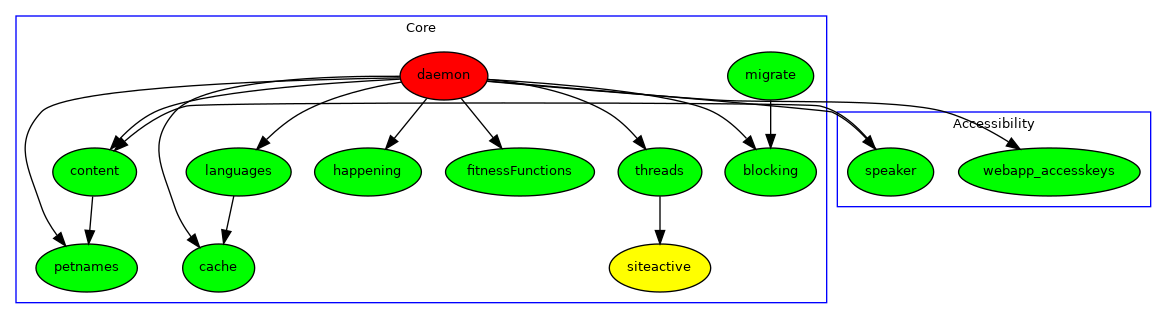 Core
daemon
migrate
Accessibility
content
languages
happening
fitnessFunctions
threads
blocking
speaker
webapp_accesskeys
petnames
cache
siteactive